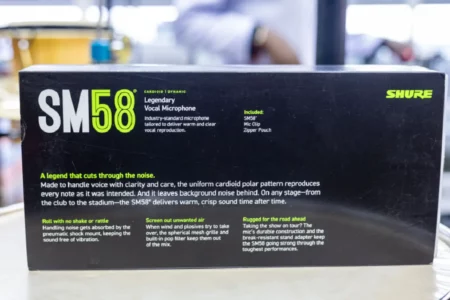 SM58®
CARDIOID | DYNAMIC
Legendary
Vocal Microphone
Industry-standard microphone
tailored to deliver warm and clear
vocal reproduction.
Included:
SM58®
Mic Clip
Zipper Pouch
SHURE
A legend that cuts through the noise.
Made to handle voice with clarity and care, the uniform cardioid polar pattern reproduces
every note as it was intended. And it leaves background noise behind. On any stage—from
the club to the stadium—the SM58® delivers warm, crisp sound time after time.
Roll with no shake or rattle
Handling noise gets absorbed by the
pneumatic shock mount, keeping the
sound free of vibration.
Screen out unwanted air
When wind and plosives try to take
over, the spherical mesh grille and
built-in pop filter keep them out
of the mix.
Rugged for the road ahead
Taking the show on tour? The
mic's durable construction and the
break-resistant stand adapter keep
the SM58 going strong through the
toughest performances.